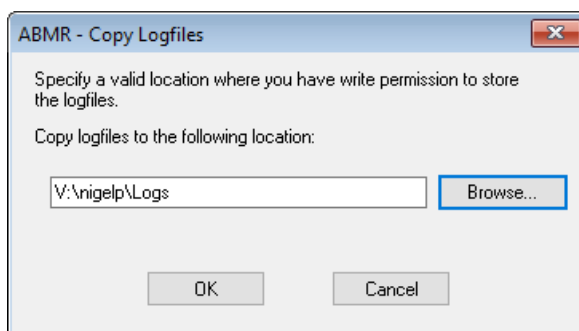 ABMR - Copy Logfiles
Specify a valid location where you have write permission to store
the logfiles.
Copy logfiles to the following location:
V:\nigelp\Logs
Browse...
OK
Cancel